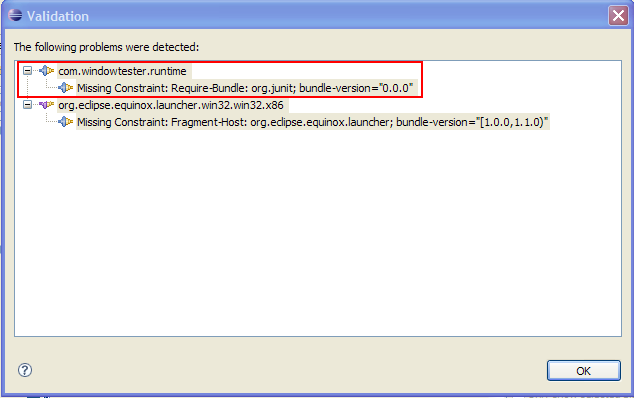 Validation
The following problems were detected:
com.windowtester.runtime
Missing Constraint: Require-Bundle: org.junit; bundle-version="0.0.0"
org.eclipse.equinox.launcher.win32.win32.x86
Missing Constraint: Fragment-Host: org.eclipse.equinox.launcher; bundle-version="[1.0.0,1.1.0)"
?
OK